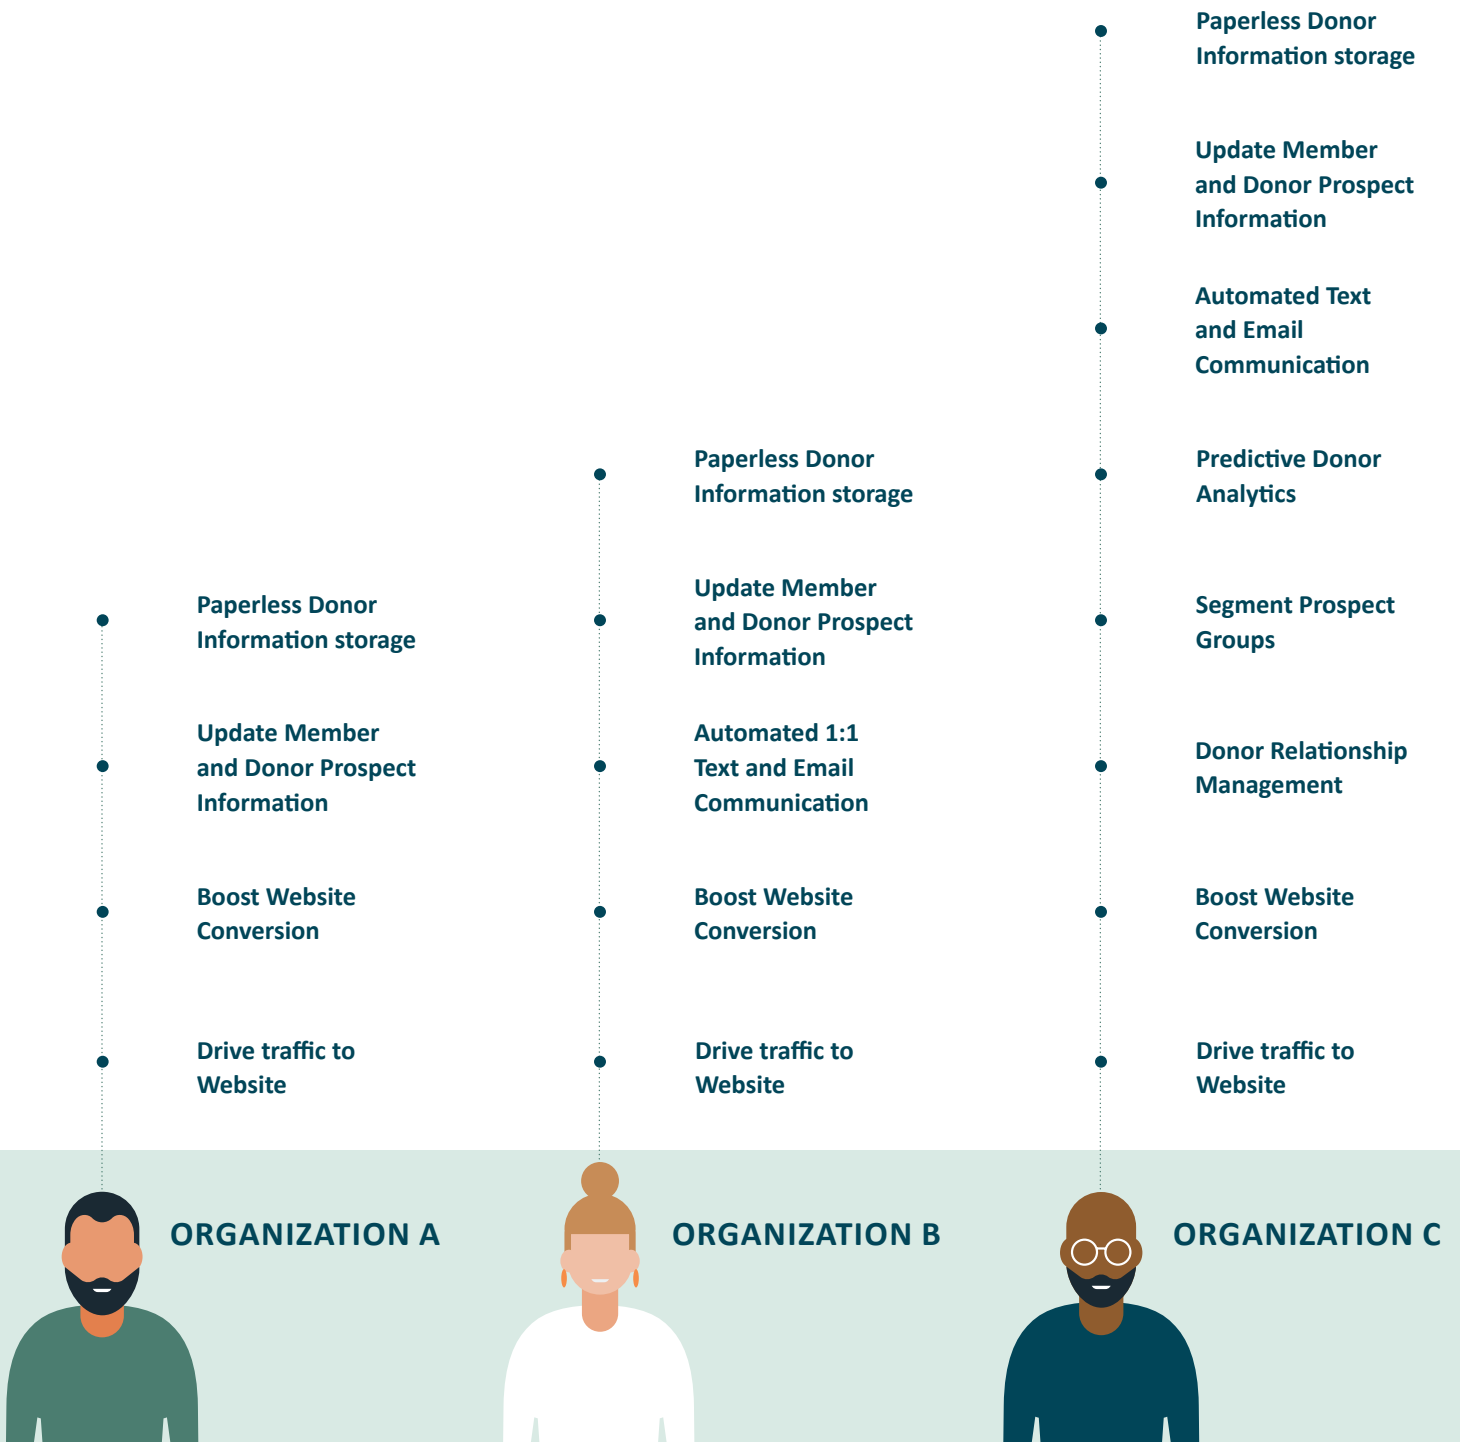 Paperless Donor
Information storage
Update Member
and Donor Prospect
Information
Boost Website
Conversion
Drive traffic to
Website
ORGANIZATION A
Paperless Donor
Information storage
Update Member
and Donor Prospect
Information
Automated 1:1
Text and Email
Communication
Boost Website
Conversion
Drive traffic to
Website
ORGANIZATION B
Paperless Donor
Information storage
Update Member
and Donor Prospect
Information
Automated Text
and Email
Communication
Predictive Donor
Analytics
Segment Prospect
Groups
Donor Relationship
Management
Boost Website
Conversion
Drive traffic to
Website
ORGANIZATION C